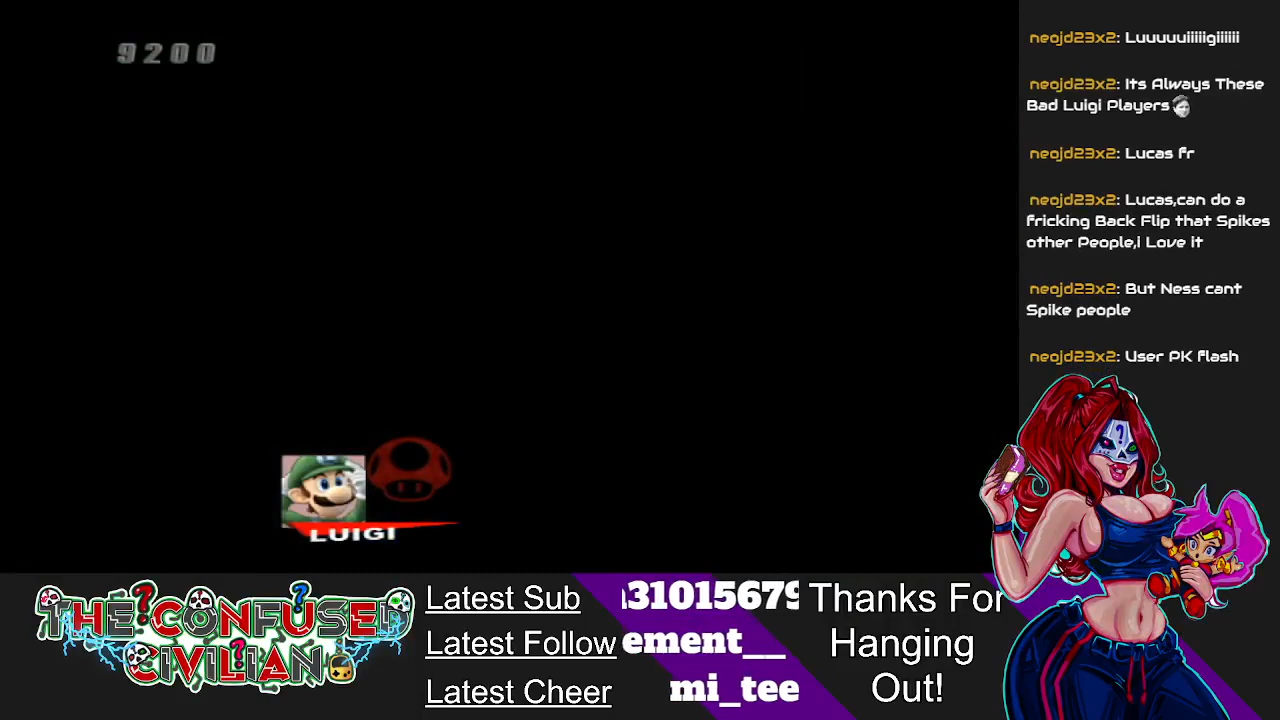 9200
neojd23x2: Luuuuuiiiiigiiiiii
neojd23x2: Its Always These
Bad Luigi Players
neojd23x2: Lucas fr
neojd23x2: Lucas,can do a
fricking Back Flip that Spikes
other People,i Love it
neojd23x2: But Ness cant
Spike people
neojd23x2: User PK flash
LUIGI
THE CONFUSED
CIVILIAN
Latest Sub
31015679
Latest Follow
ement__
Latest Cheer
mi_tee
Thanks For
Hanging
Out!